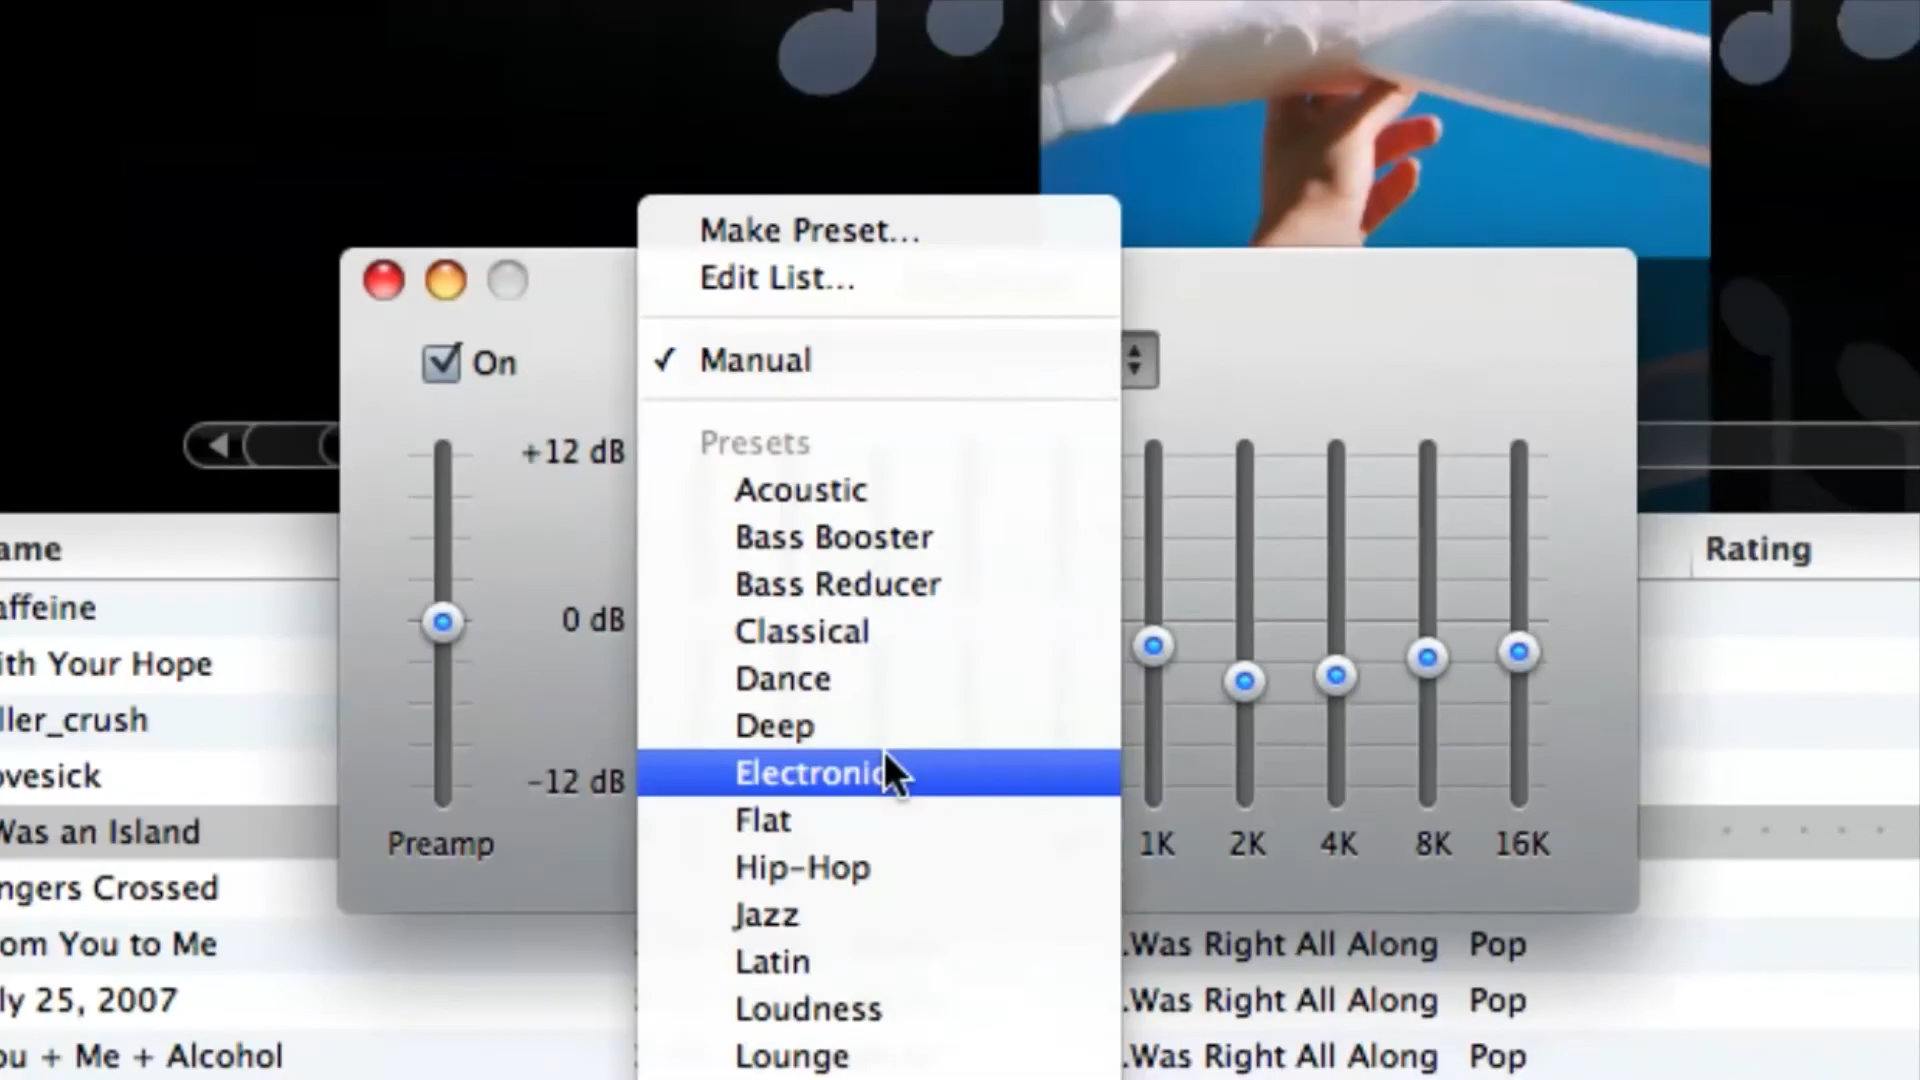 Make Preset...
Edit List...
On
✓ Manual
Presets
Acoustic
Bass Booster
Bass Reducer
Classical
Dance
Deep
Electronic
Flat
Hip-Hop
Jazz
Latin
Loudness
Lounge
+12 dB
0 dB
-12 dB
Preamp
1K 2K 4K 8K 16K
ame
Rating
affeine
ith Your Hope
ller_crush
ovesick
Was an Island
ngers Crossed
om You to Me .Was Right All Along Pop
ly 25, 2007 .Was Right All Along Pop
ou + Me + Alcohol .Was Right All Along Pop